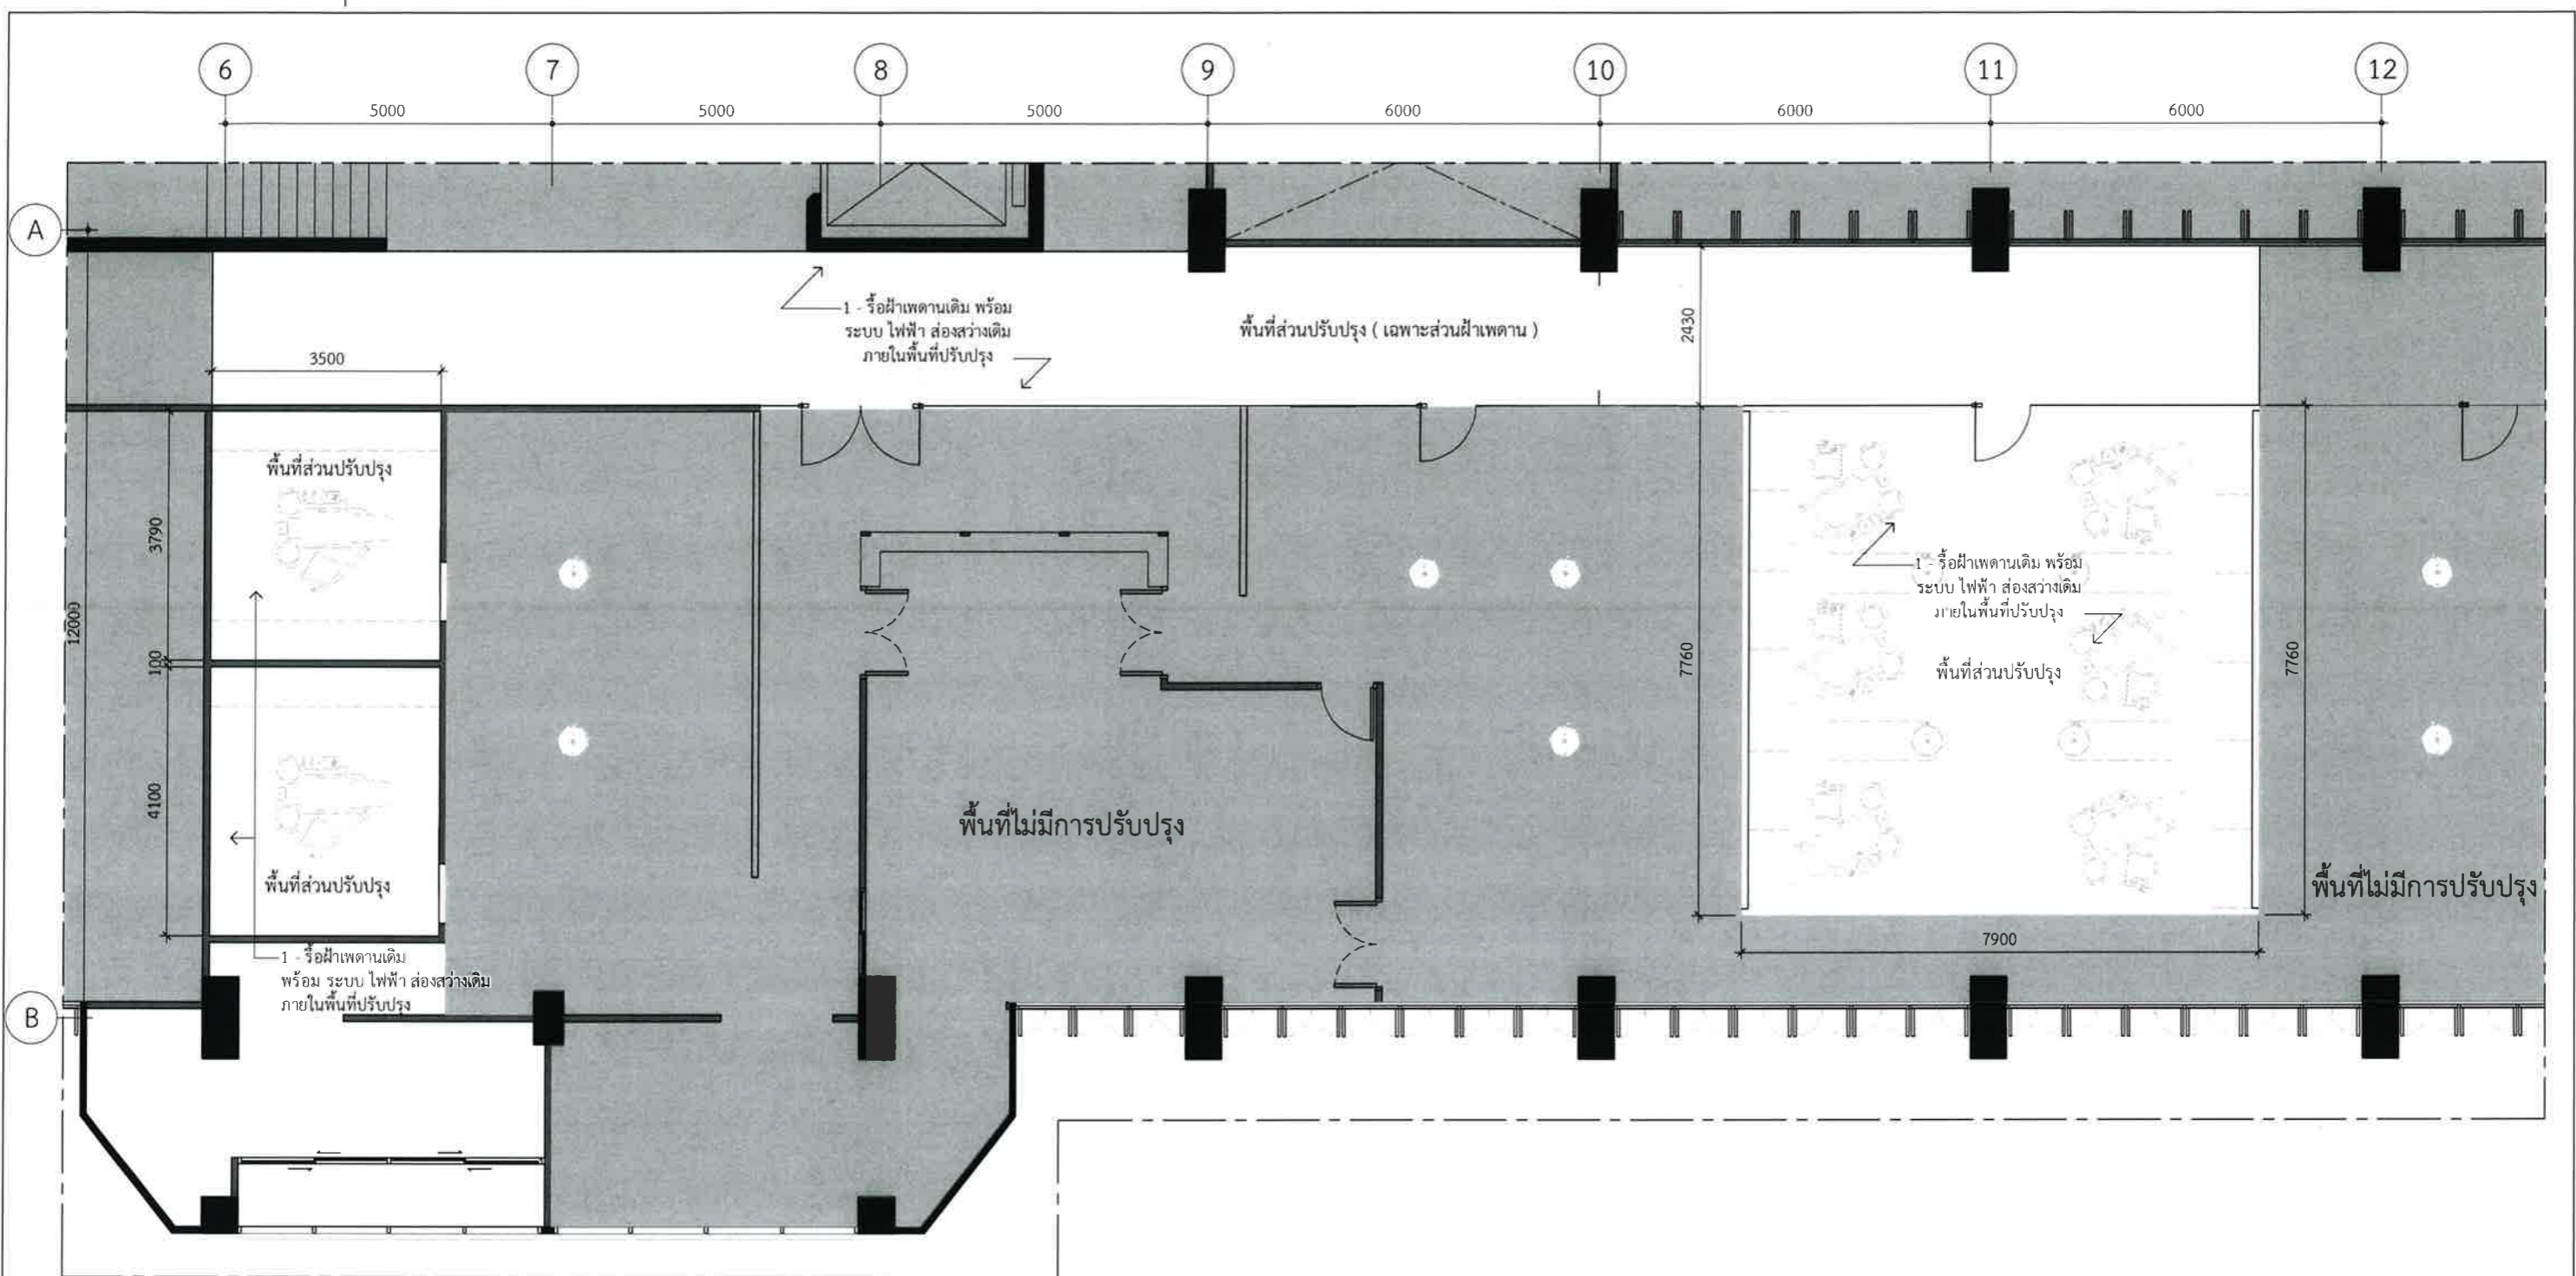 6
7
8
9
10
11
12
5000
5000
5000
6000
6000
6000
A
1 - รื้อฝ้าเพดานเดิม พร้อม
ระบบ ไฟฟ้า ส่องสว่างเดิม
ภายในพื้นที่ปรับปรุง
พื้นที่ส่วนปรับปรุง ( เฉพาะส่วนฝ้าเพดาน )
2430
3500
พื้นที่ส่วนปรับปรุง
3790
12000
100
4100
พื้นที่ส่วนปรับปรุง
1 - รื้อฝ้าเพดานเดิม
พร้อม ระบบ ไฟฟ้า ส่องสว่างเดิม
ภายในพื้นที่ปรับปรุง
พื้นที่ไม่มีการปรับปรุง
7760
1 - รื้อฝ้าเพดานเดิม พร้อม
ระบบ ไฟฟ้า ส่องสว่างเดิม
ภายในพื้นที่ปรับปรุง
พื้นที่ส่วนปรับปรุง
7760
พื้นที่ไม่มีการปรับปรุง
7900
B